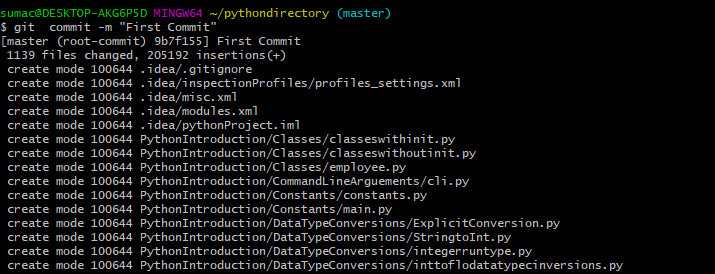 sumac@DESKTOP-AKG6P5D MINGW64 ~/pythondirectory (master)
$ git  commit -m "First Commit"
[master (root-commit) 9b7f155] First Commit
 1139 files changed, 205192 insertions(+)
 create mode 100644 .idea/.gitignore
 create mode 100644 .idea/inspectionProfiles/profiles_settings.xml
 create mode 100644 .idea/misc.xml
 create mode 100644 .idea/modules.xml
 create mode 100644 .idea/pythonProject.iml
 create mode 100644 PythonIntroduction/Classes/classeswithinit.py
 create mode 100644 PythonIntroduction/Classes/classeswithoutinit.py
 create mode 100644 PythonIntroduction/Classes/employee.py
 create mode 100644 PythonIntroduction/CommandLineArguements/cli.py
 create mode 100644 PythonIntroduction/Constants/constants.py
 create mode 100644 PythonIntroduction/Constants/main.py
 create mode 100644 PythonIntroduction/DataTypeConversions/ExplicitConversion.py
 create mode 100644 PythonIntroduction/DataTypeConversions/StringtoInt.py
 create mode 100644 PythonIntroduction/DataTypeConversions/integerruntype.py
 create mode 100644 PythonIntroduction/DataTypeConversions/inttoflodatatypecinversions.py